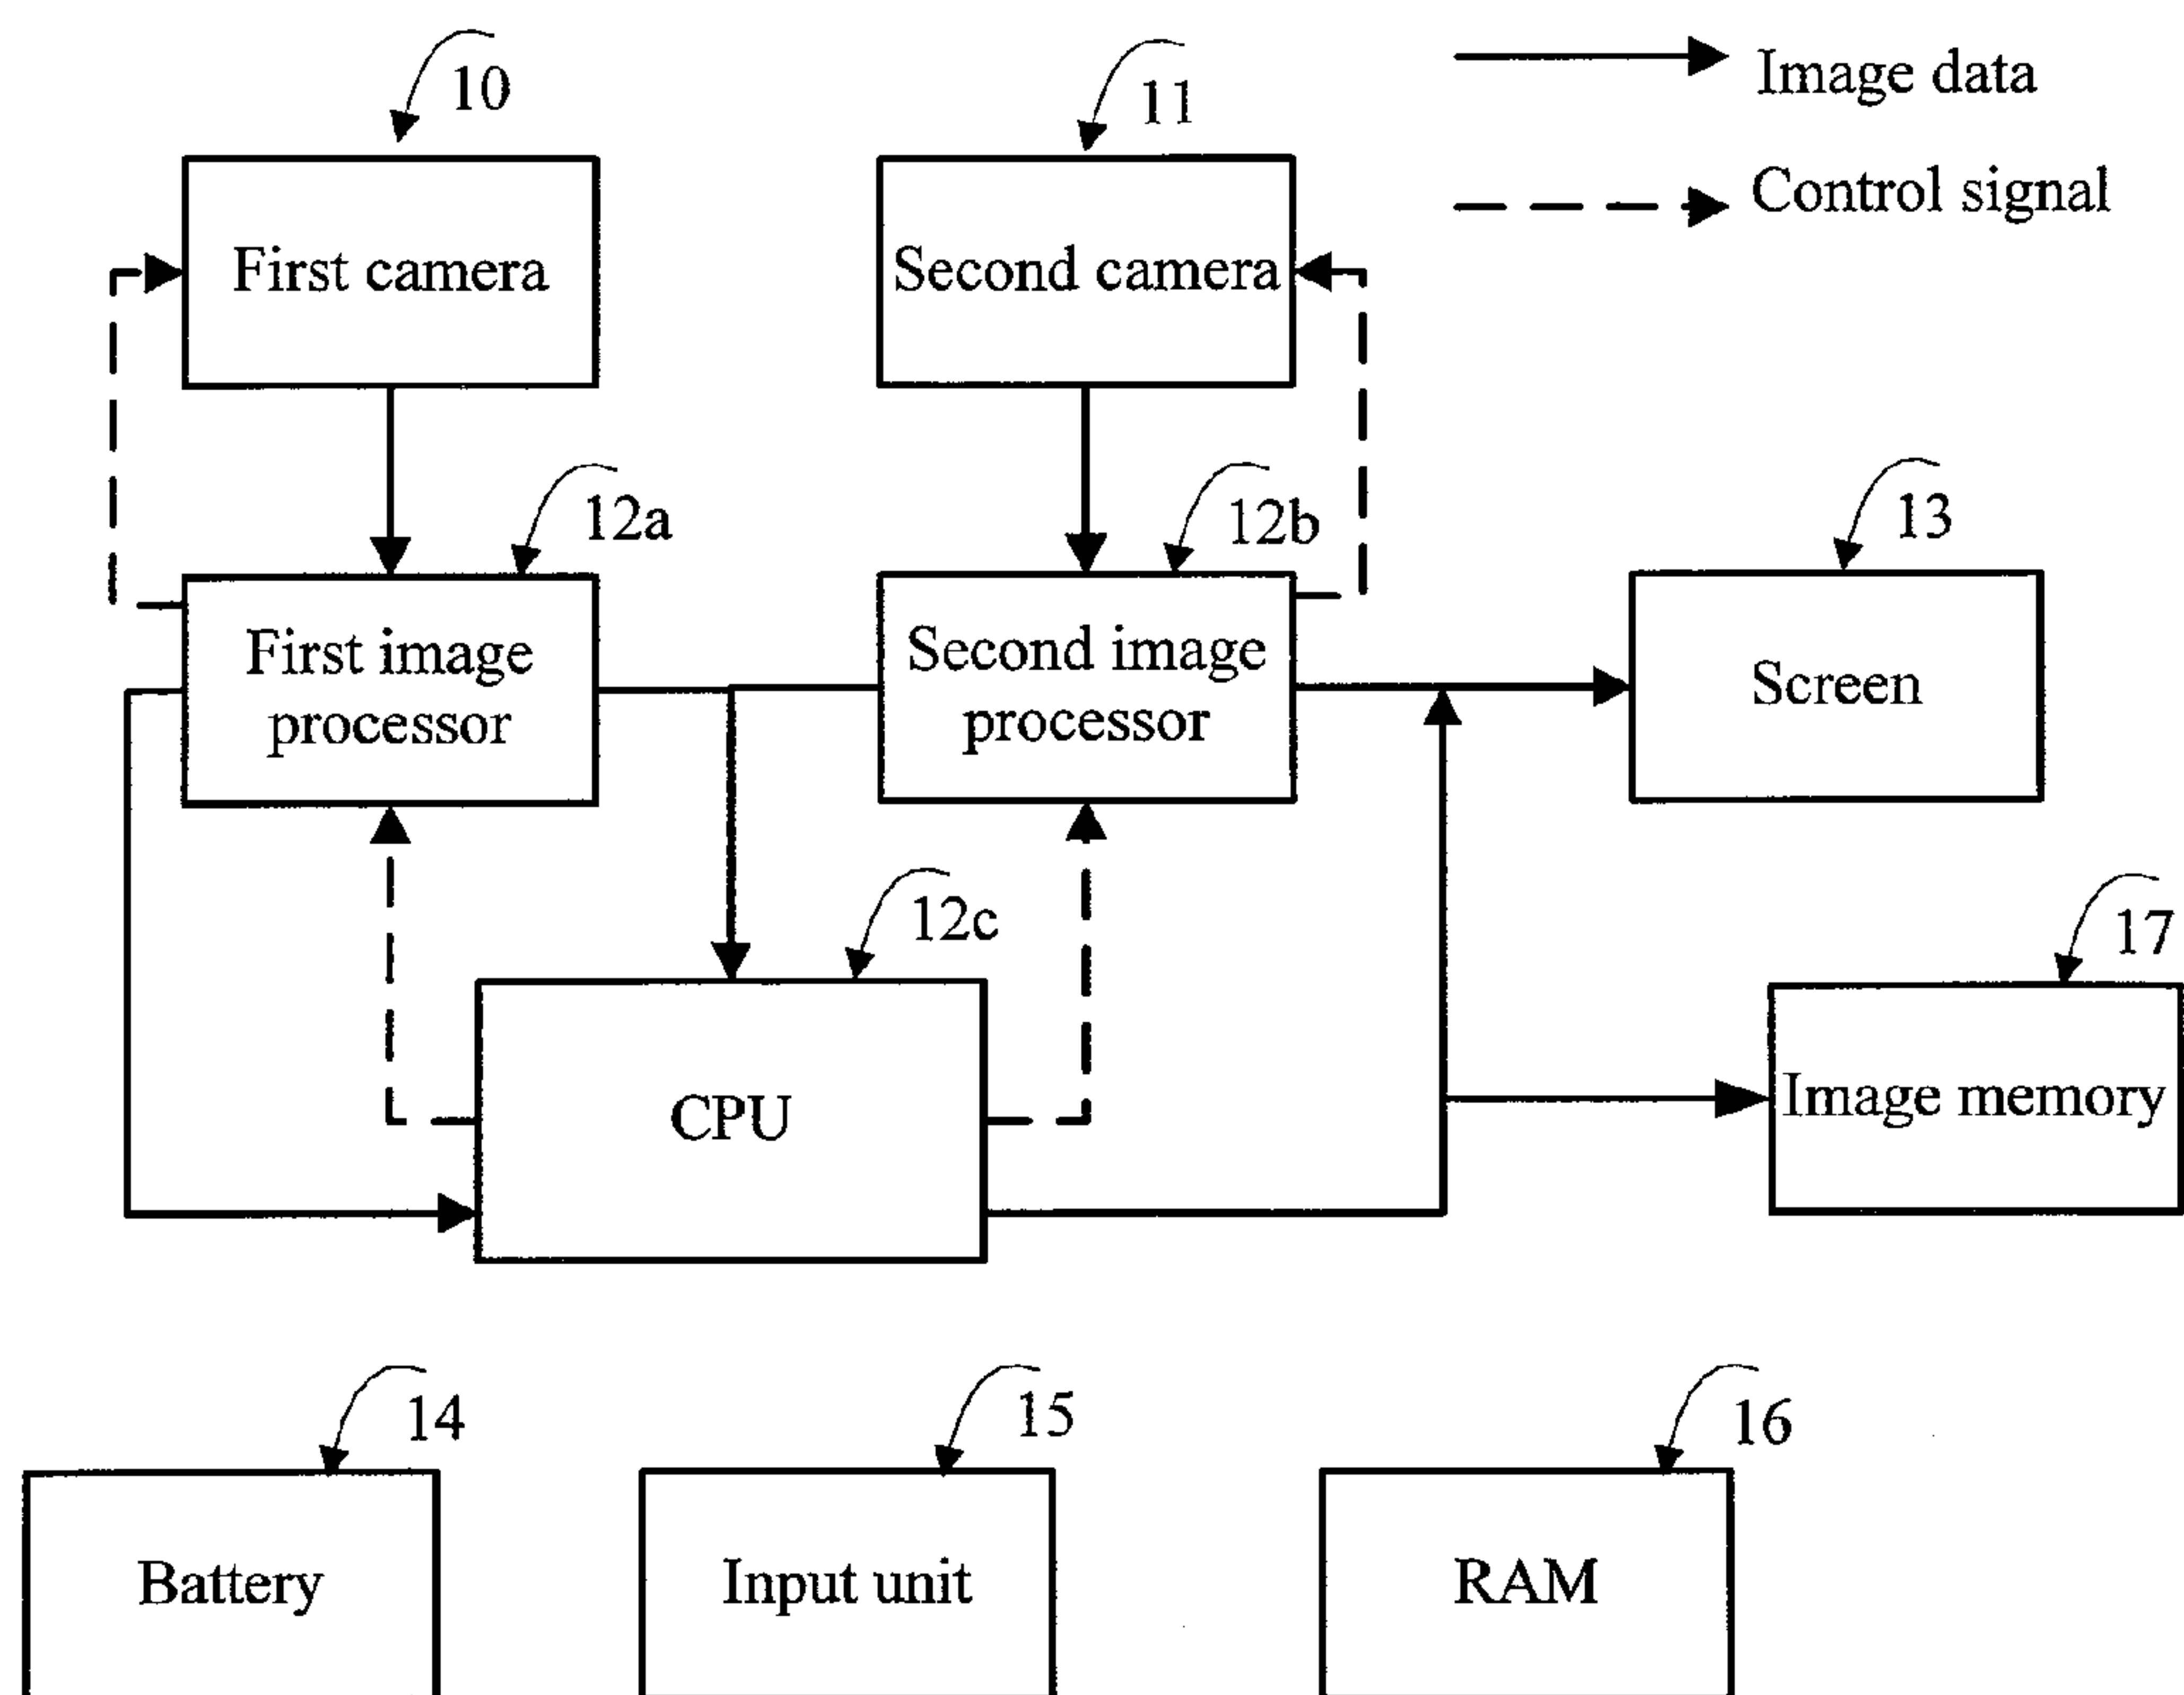 10
11
Image data
Control signal
First camera
Second camera
12a
12b
13
First image
processor
Second image
processor
Screen
12c
17
CPU
Image memory
14
15
16
Battery
Input unit
RAM